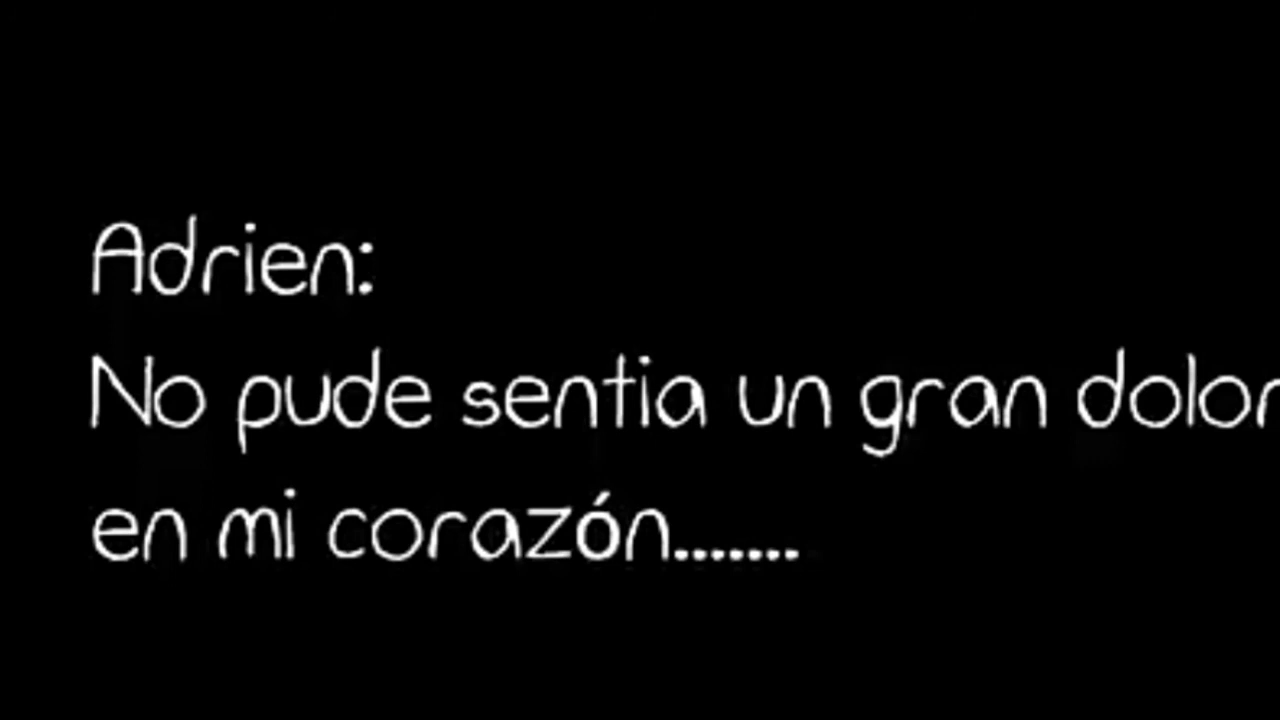 Adrien:
No pude sentia un gran dolor
en mi corazón.......